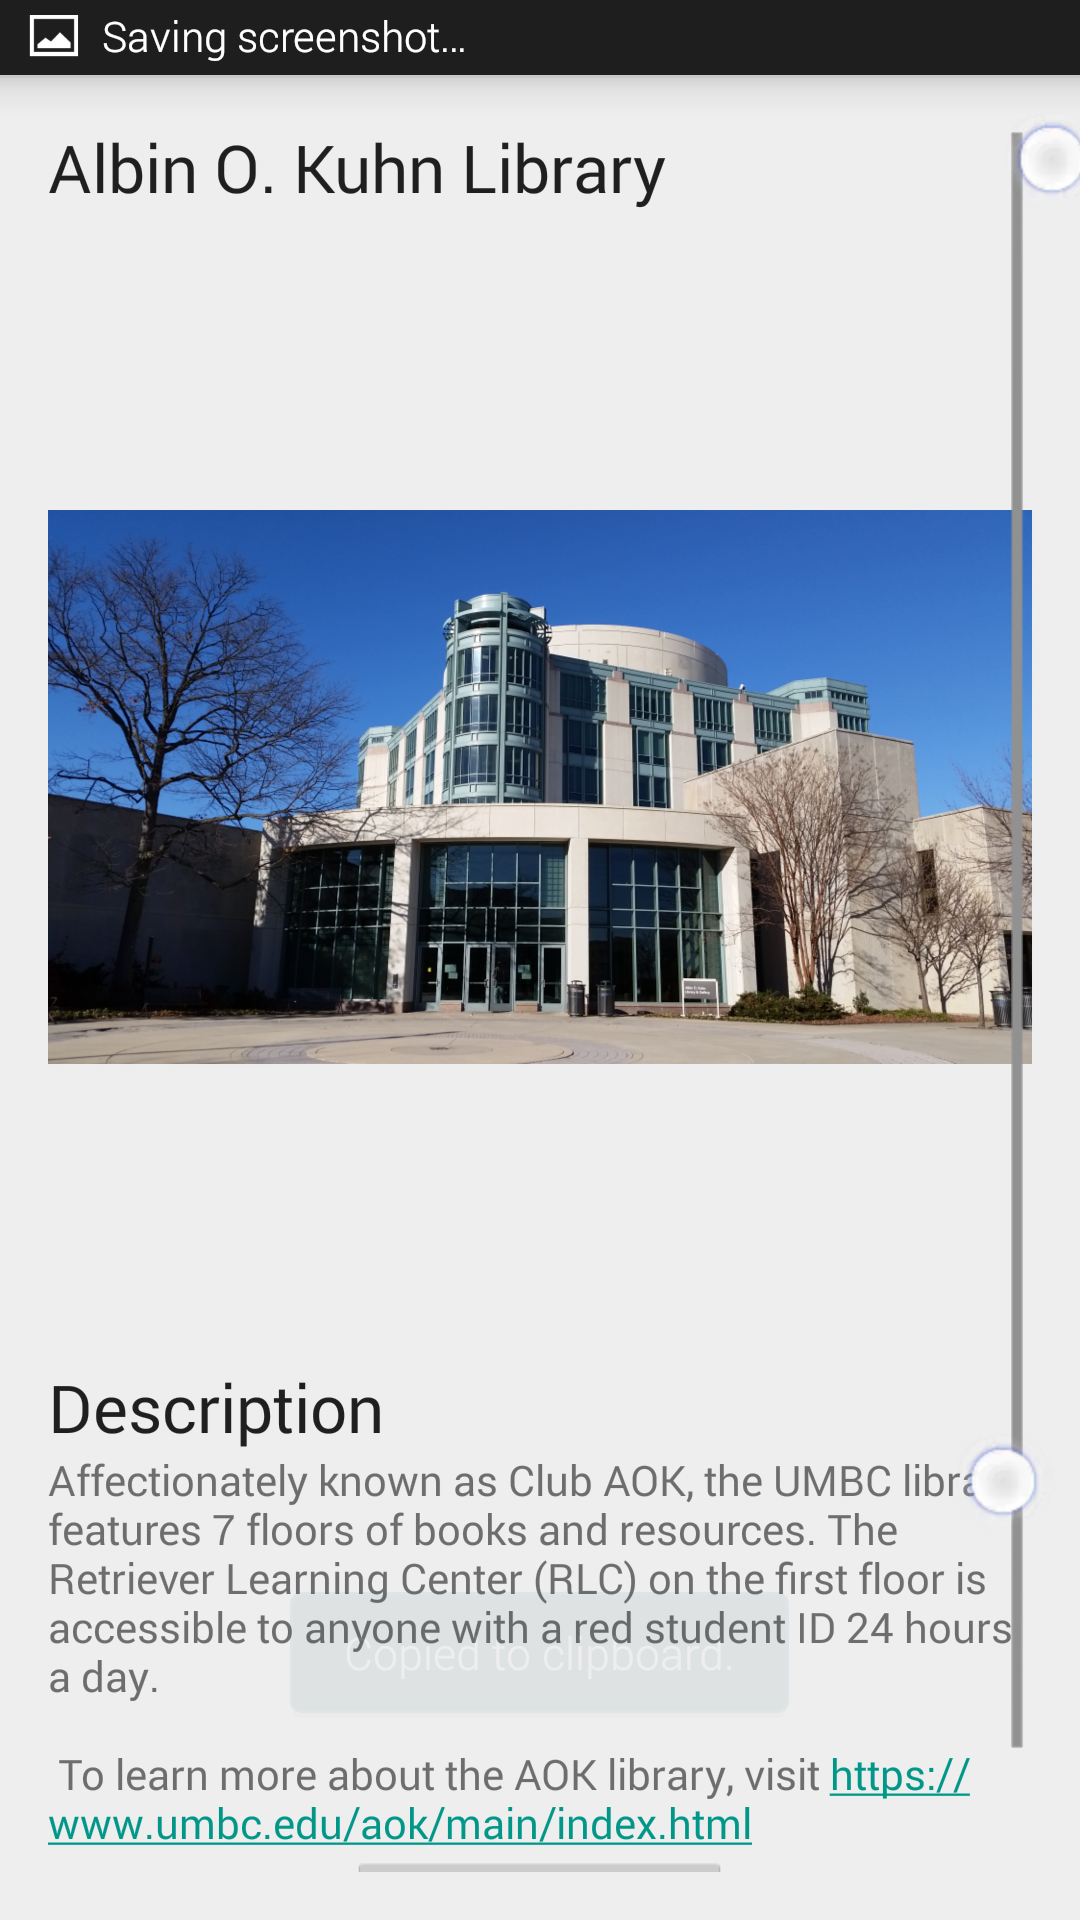 Saving screenshot...
Albin O. Kuhn Library
Description
Affectionately known as Club AOK, the UMBC libra
features 7 floors of books and resources. The
Retriever Learning Center (RLC) on the first floor is
accessible to anyone with a red student ID 24 hours
Copied to clipboard.
a day.
To learn more about the AOK library, visit https://
www.umbc.edu/aok/main/index.html